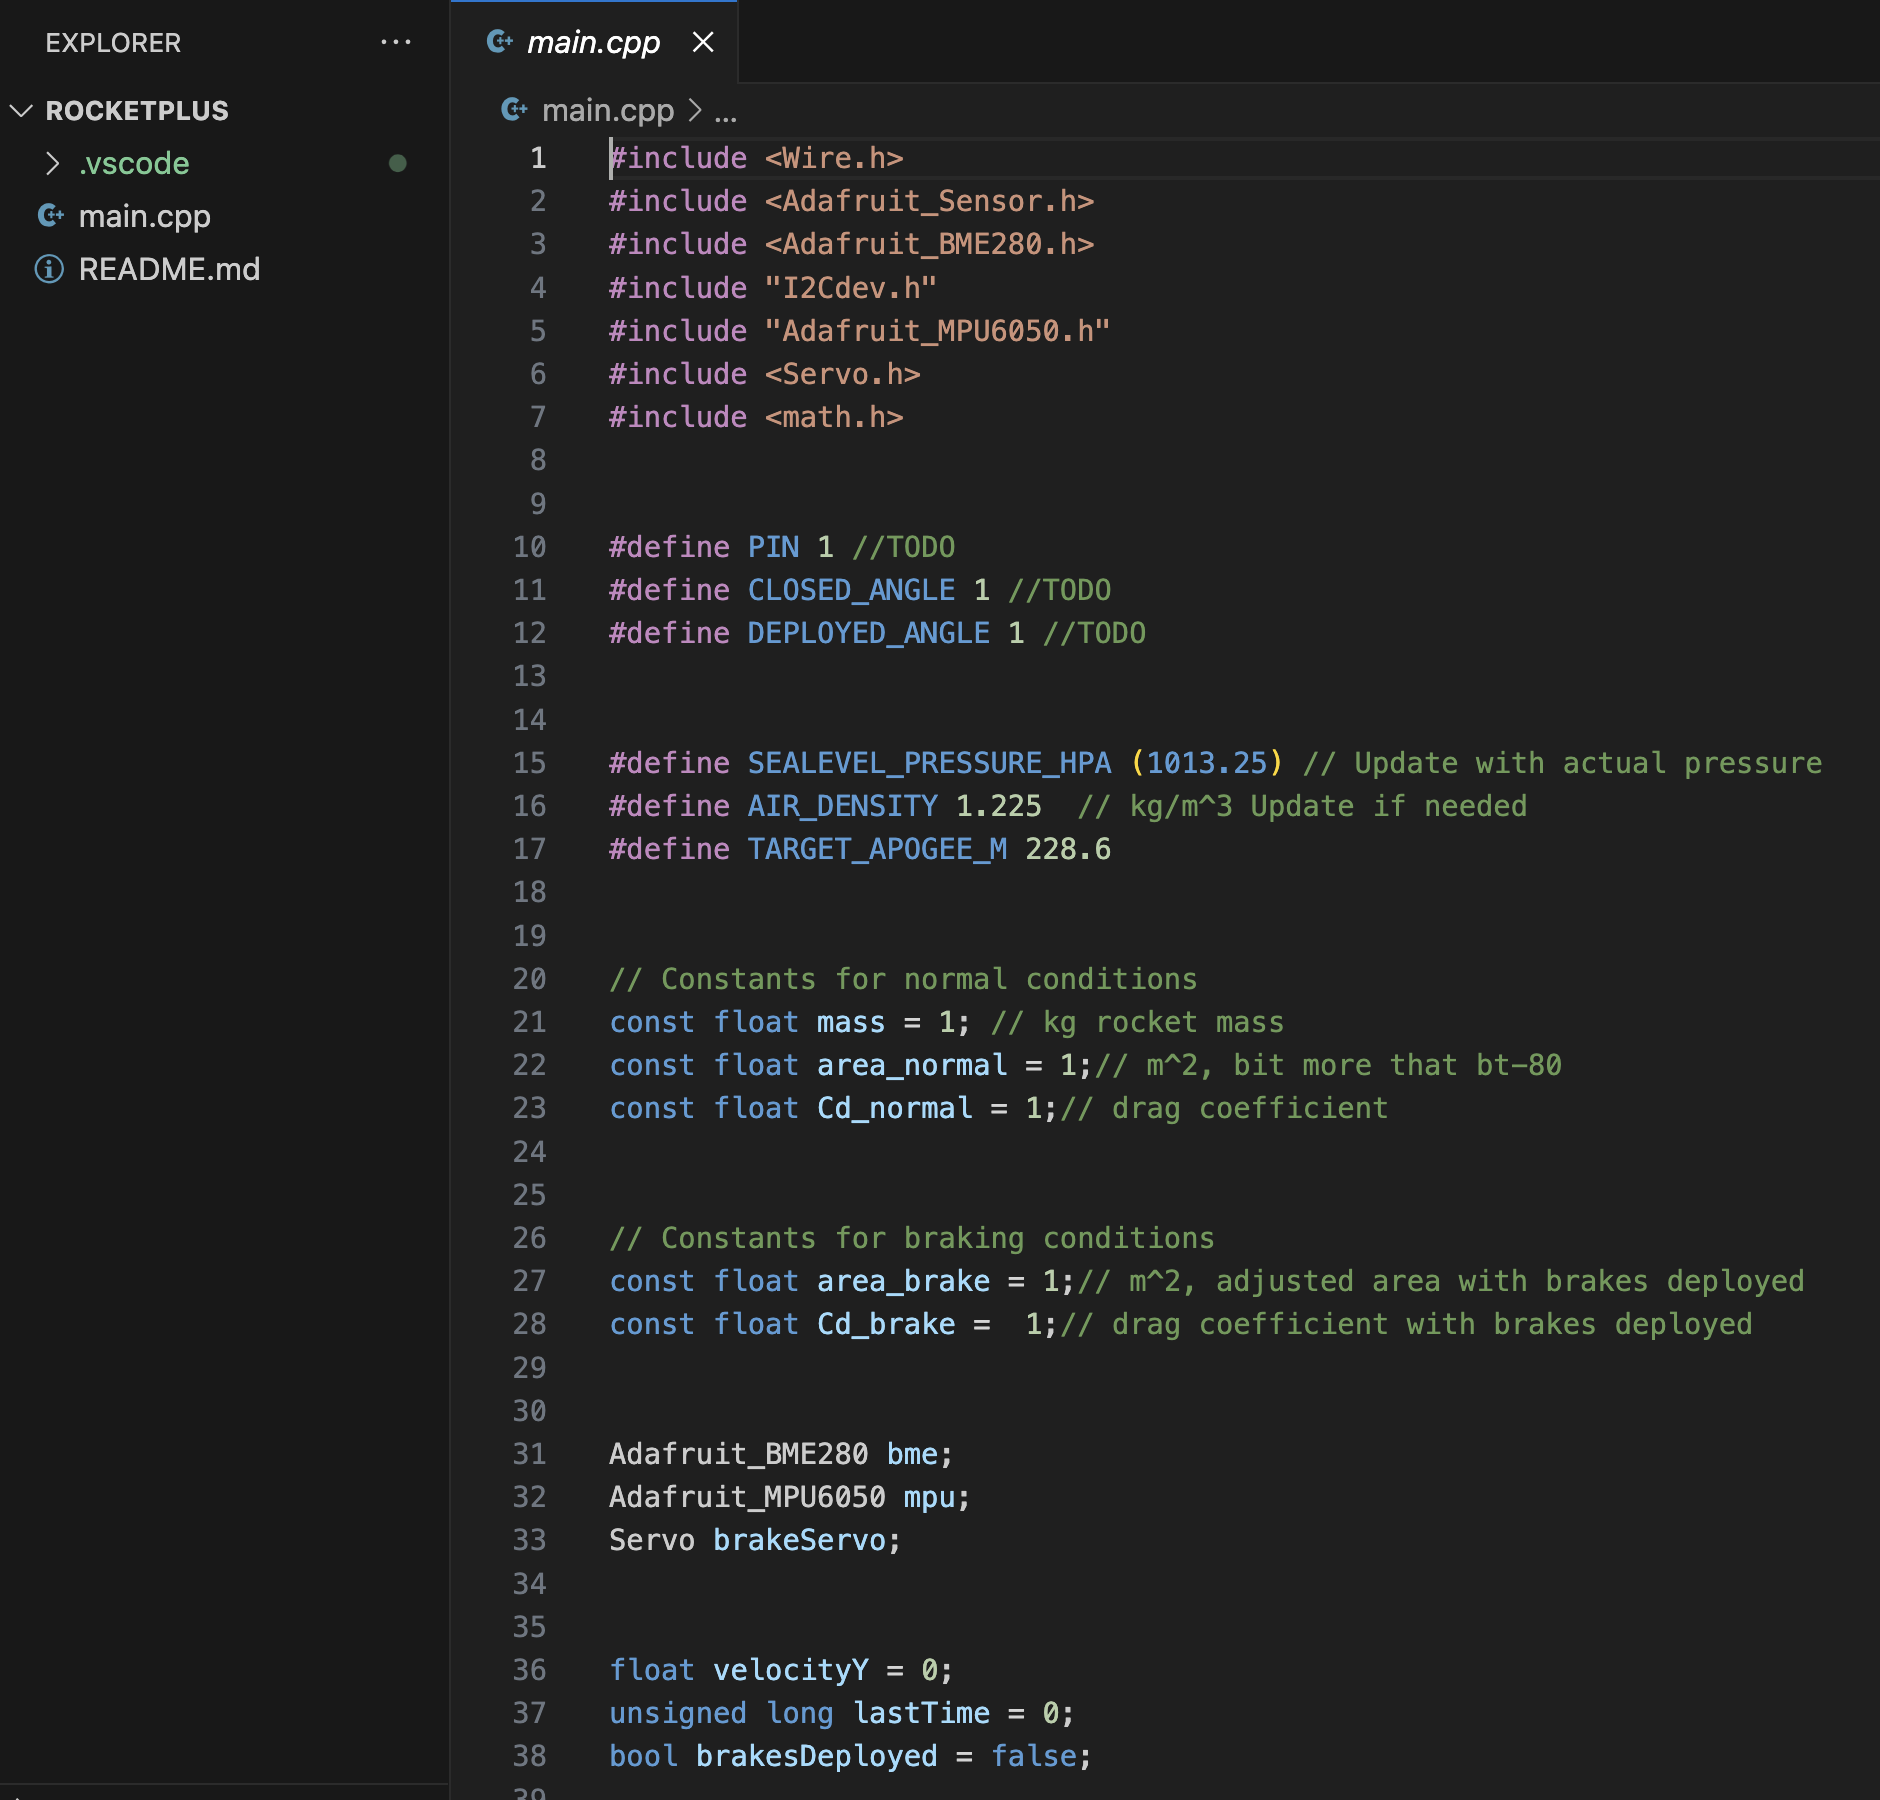 EXPLORER ...
ROCKETPLUS
.vscode
main.cpp
README.md
main.cpp
main.cpp > ...
1 #include <Wire.h>
2 #include <Adafruit_Sensor.h>
3 #include <Adafruit_BME280.h>
4 #include "I2Cdev.h"
5 #include "Adafruit_MPU6050.h"
6 #include <Servo.h>
7 #include <math.h>
8
9
10 #define PIN 1 //TODO
11 #define CLOSED_ANGLE 1 //TODO
12 #define DEPLOYED_ANGLE 1 //TODO
13
14
15 #define SEALEVEL_PRESSURE_HPA (1013.25) // Update with actual pressure
16 #define AIR_DENSITY 1.225  // kg/m^3 Update if needed
17 #define TARGET_APOGEE_M 228.6
18
19
20 // Constants for normal conditions
21 const float mass = 1; // kg rocket mass
22 const float area_normal = 1;// m^2, bit more that bt-80
23 const float Cd_normal = 1;// drag coefficient
24
25
26 // Constants for braking conditions
27 const float area_brake = 1;// m^2, adjusted area with brakes deployed
28 const float Cd_brake =  1;// drag coefficient with brakes deployed
29
30
31 Adafruit_BME280 bme;
32 Adafruit_MPU6050 mpu;
33 Servo brakeServo;
34
35
36 float velocityY = 0;
37 unsigned long lastTime = 0;
38 bool brakesDeployed = false;
39